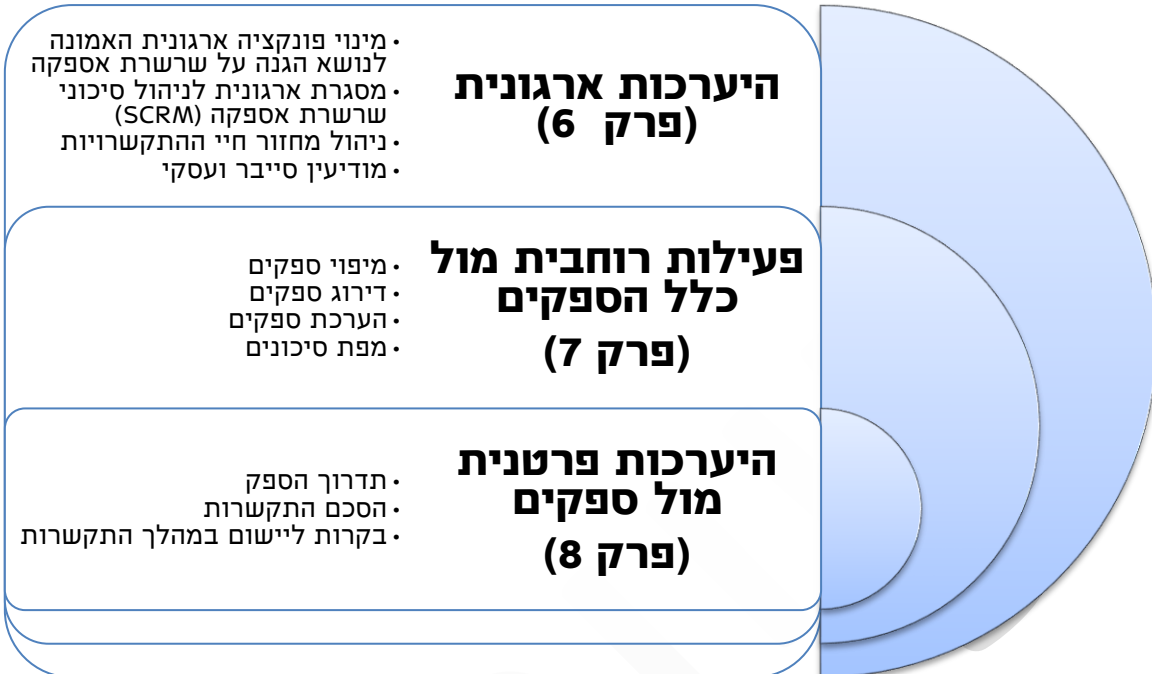 היערכות ארגונית
(פרק 6)
• מינוי פונקציה ארגונית האמונה
לנושא הגנה על שרשרת אספקה
• מסגרת ארגונית לניהול סיכוני
שרשרת אספקה (SCRM)
• ניהול מחזור חיי ההתקשרויות
• מודיעין סייבר ועסקי
פעילות רוחבית מול
כלל הספקים
(פרק 7)
• מיפוי ספקים
• דירוג ספקים
• הערכת ספקים
• מפת סיכונים
היערכות פרטנית
מול ספקים
(פרק 8)
• תדרוך הספק
• הסכם התקשרות
• בקרות ליישום במהלך התקשרות